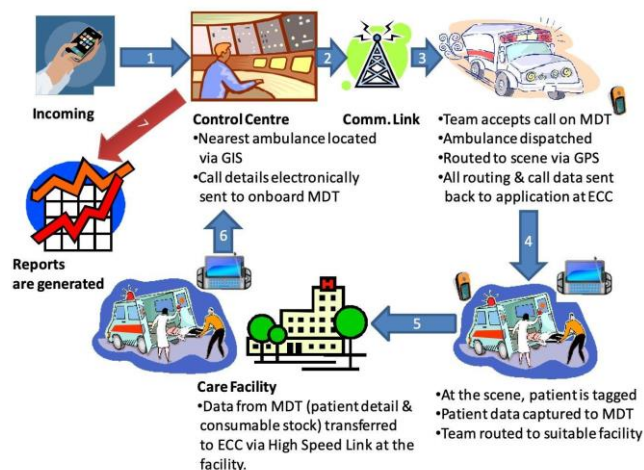 1
2
3
Incoming
Control Centre
•Nearest ambulance located
via GIS
•Call details electronically
sent to onboard MDT
Comm. Link
•Team accepts call on MDT
•Ambulance dispatched
•Routed to scene via GPS
•All routing & call data sent
back to application at ECC
7
4
6
Reports
are generated
H
5
Care Facility
•Data from MDT (patient detail &
consumable stock) transferred
to ECC via High Speed Link at the
facility.
•At the scene, patient is tagged
•Patient data captured to MDT
•Team routed to suitable facility